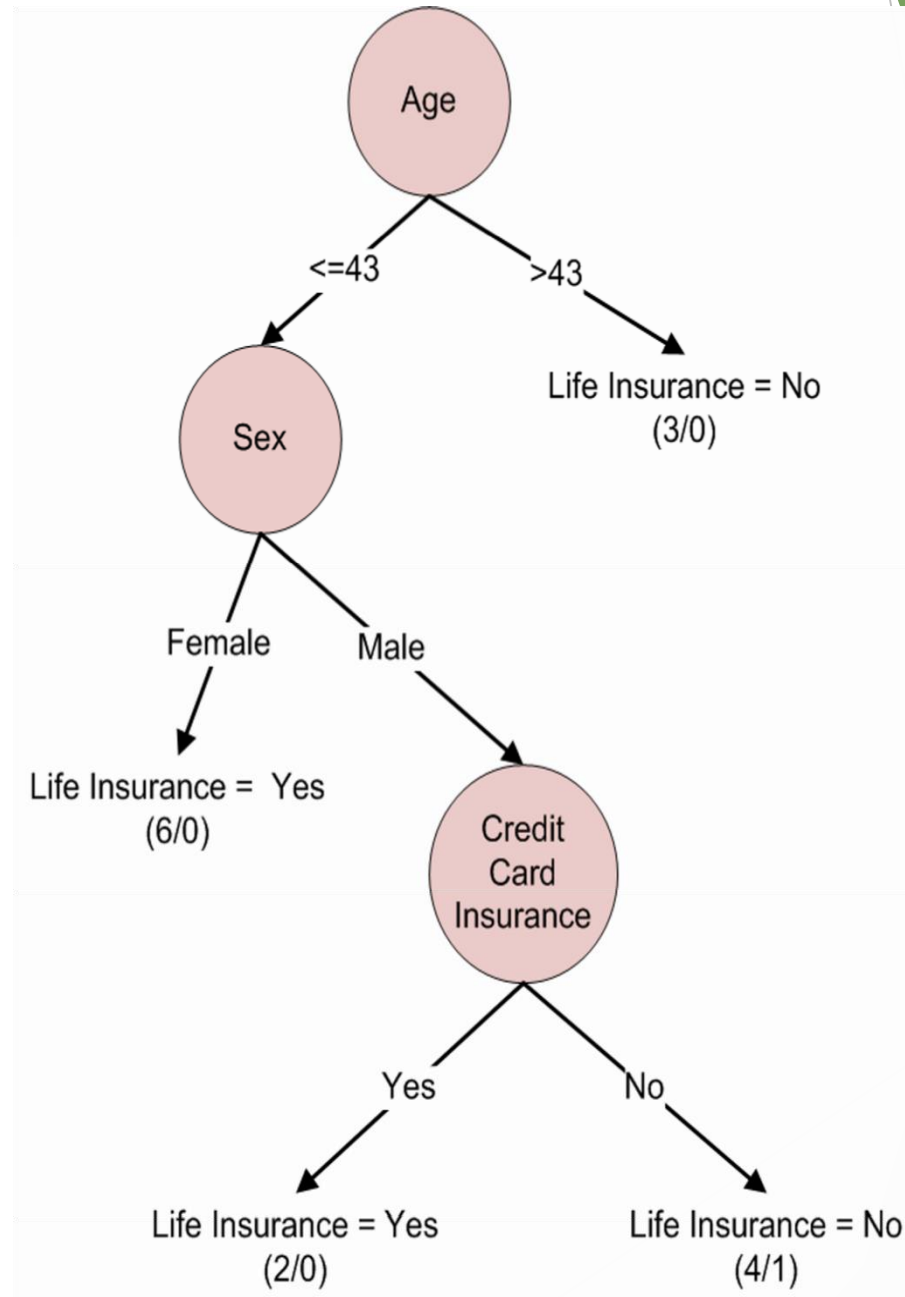 Age
<=43
>43
Life Insurance = No
(3/0)
Sex
Female
Male
Life Insurance = Yes
(6/0)
Credit
Card
Insurance
Yes
No
Life Insurance = Yes
(2/0)
Life Insurance = No
(4/1)